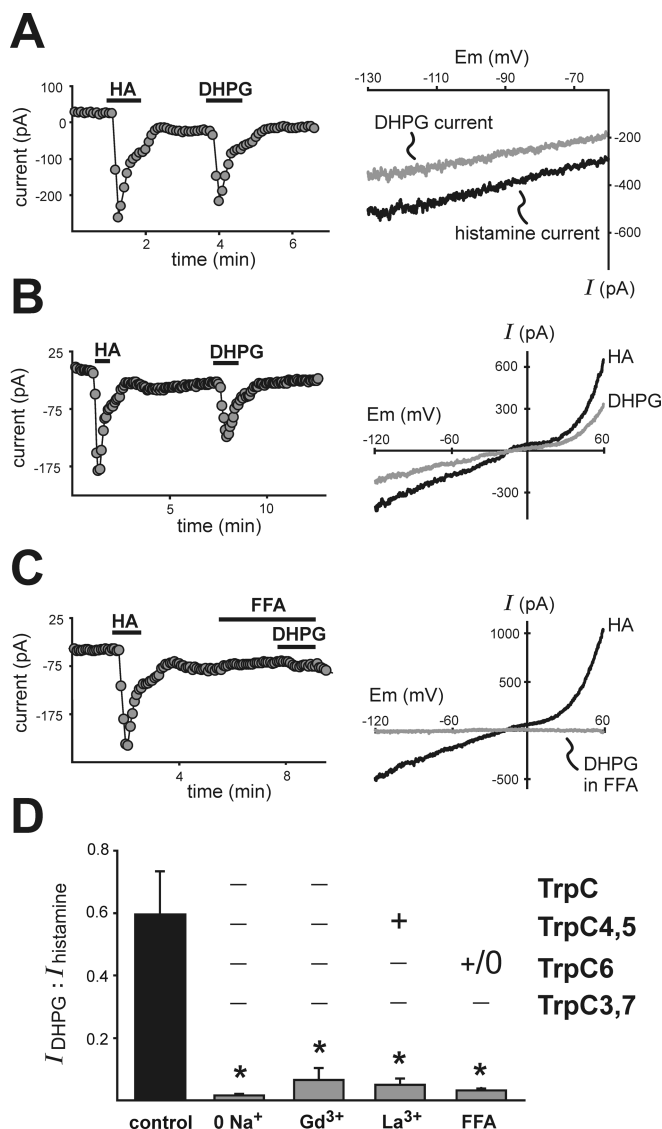 A
HA
DHPG
100
0
-100
-200
current (pA)
2
4
6
time (min)
Em (mV)
-130
-110
-90
-70
DHPG current
histamine current
-200
-400
-600
I (pA)
B
HA
DHPG
25
-75
-175
current (pA)
5
10
time (min)
I (pA)
HA
DHPG
600
300
-300
Em (mV)
-120
-60
60
C
FFA
HA
DHPG
25
-75
-175
current (pA)
4
8
time (min)
I (pA)
HA
1000
500
-500
Em (mV)
-120
-60
60
DHPG
in FFA
D
0.8
0.6
0.4
0.2
I DHPG : I histamine
— — TrpC
— — + TrpC4,5
— — — +/0 TrpC6
— — — — TrpC3,7
* * * *
control 0 Na+ Gd3+ La3+ FFA